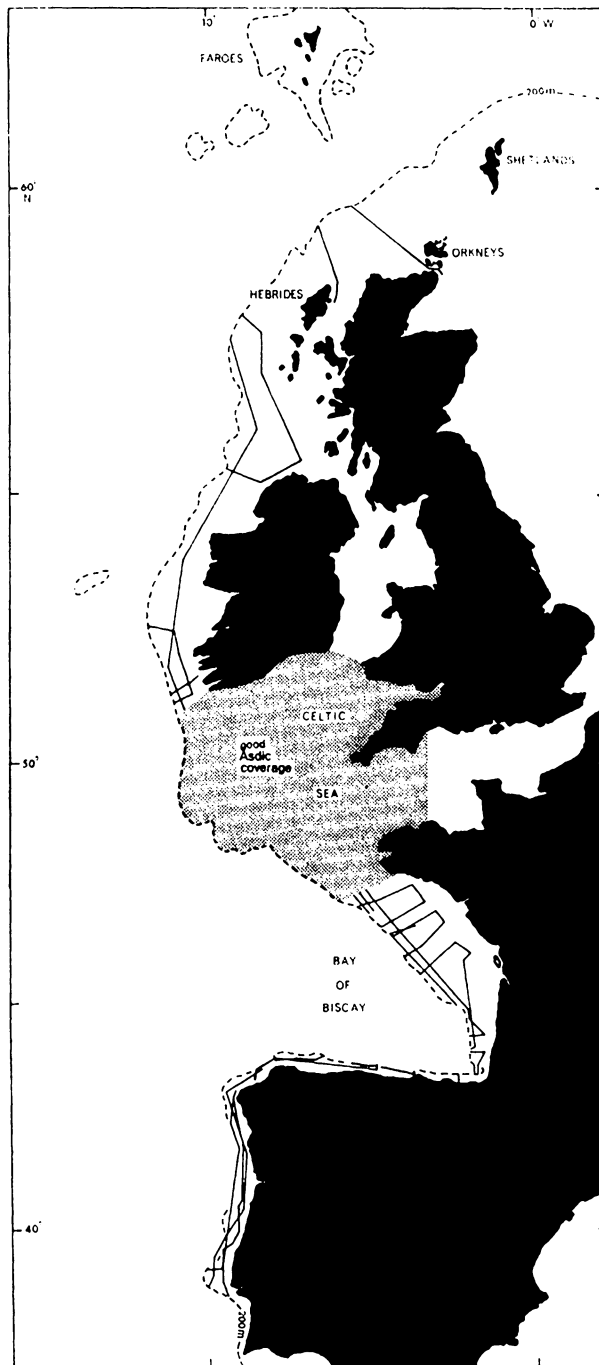 10°
0° W
FAROES
200m
SHETLANDS
60°
N
ORKNEYS
HEBRIDES
CELTIC
good
Asdic
coverage
50°
SEA
BAY
OF
BISCAY
40°
200m